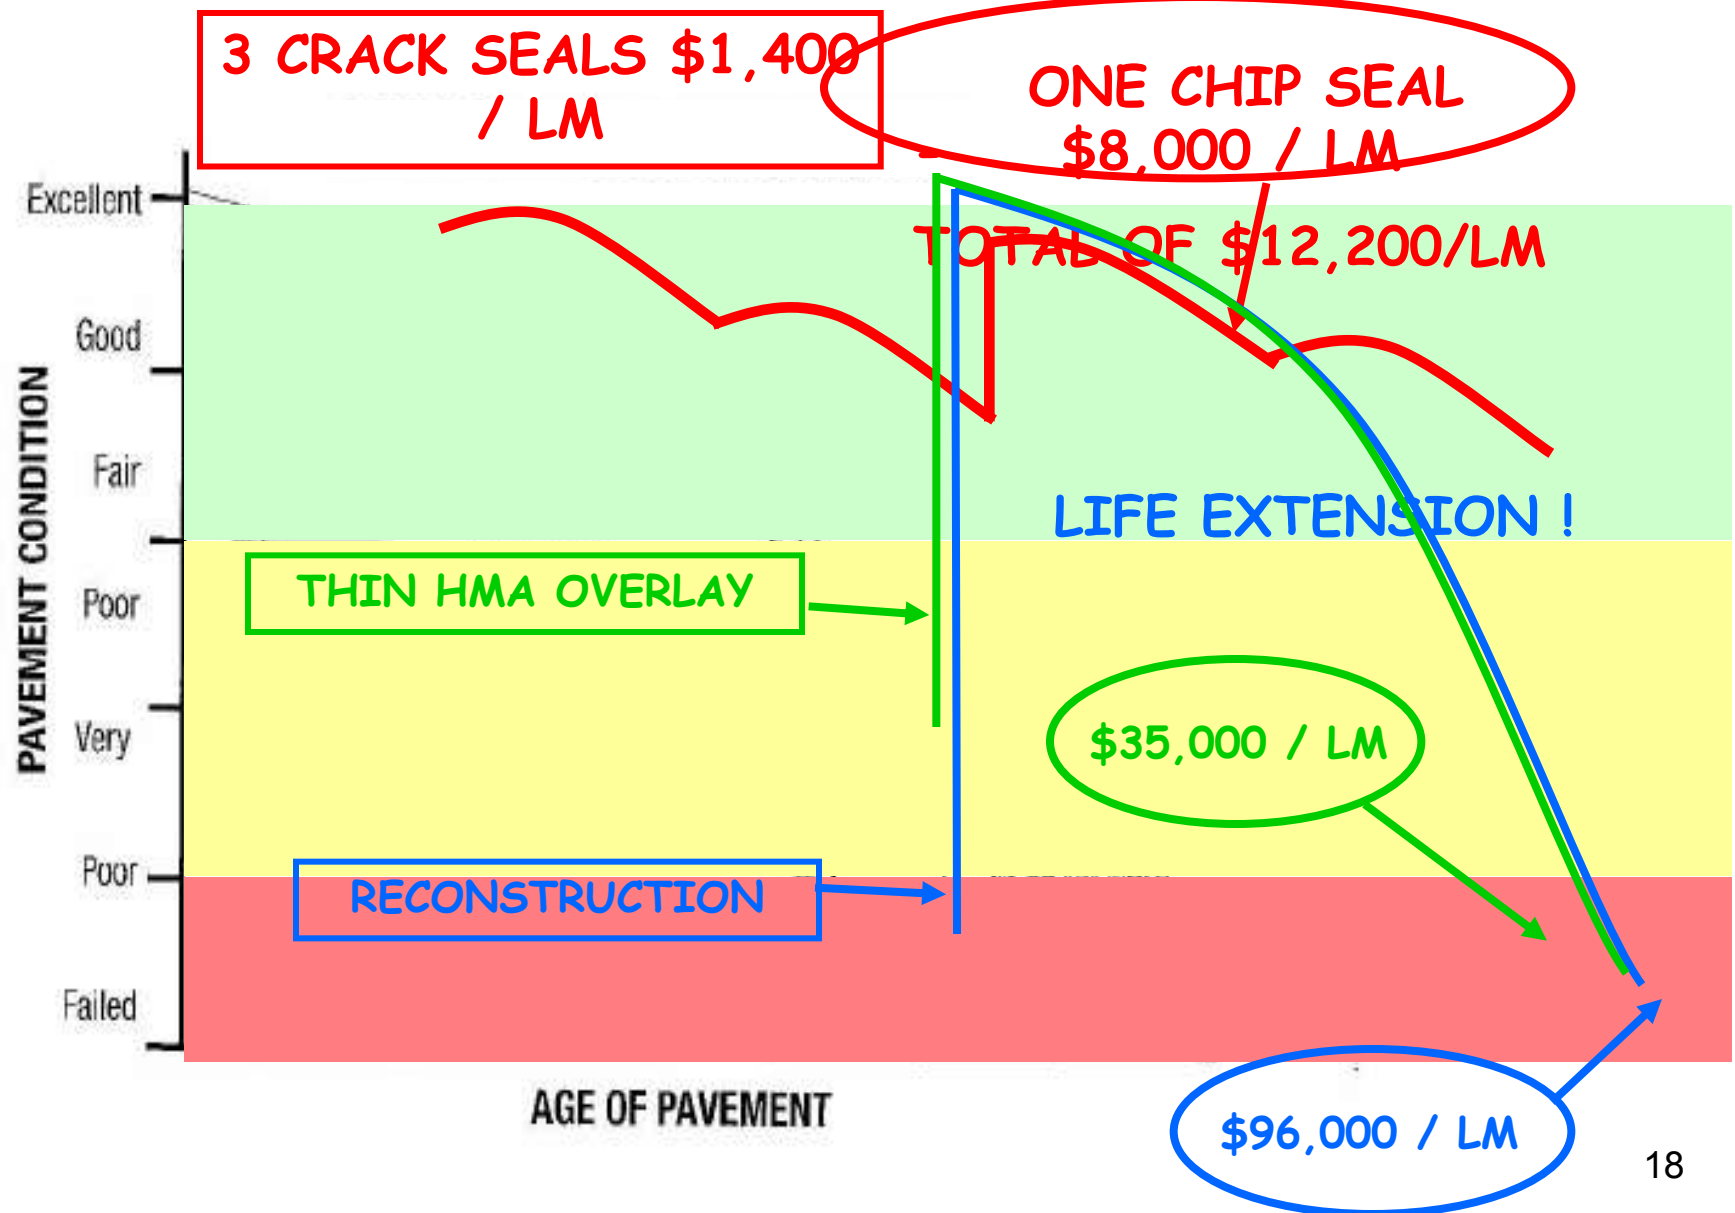 3 CRACK SEALS $1,400
/ LM
ONE CHIP SEAL
$8,000 / LM
TOTAL OF $12,200/LM
Excellent
Good
Fair
Poor
Very
Poor
Failed
PAVEMENT CONDITION
LIFE EXTENSION !
THIN HMA OVERLAY
$35,000 / LM
RECONSTRUCTION
AGE OF PAVEMENT
$96,000 / LM
18